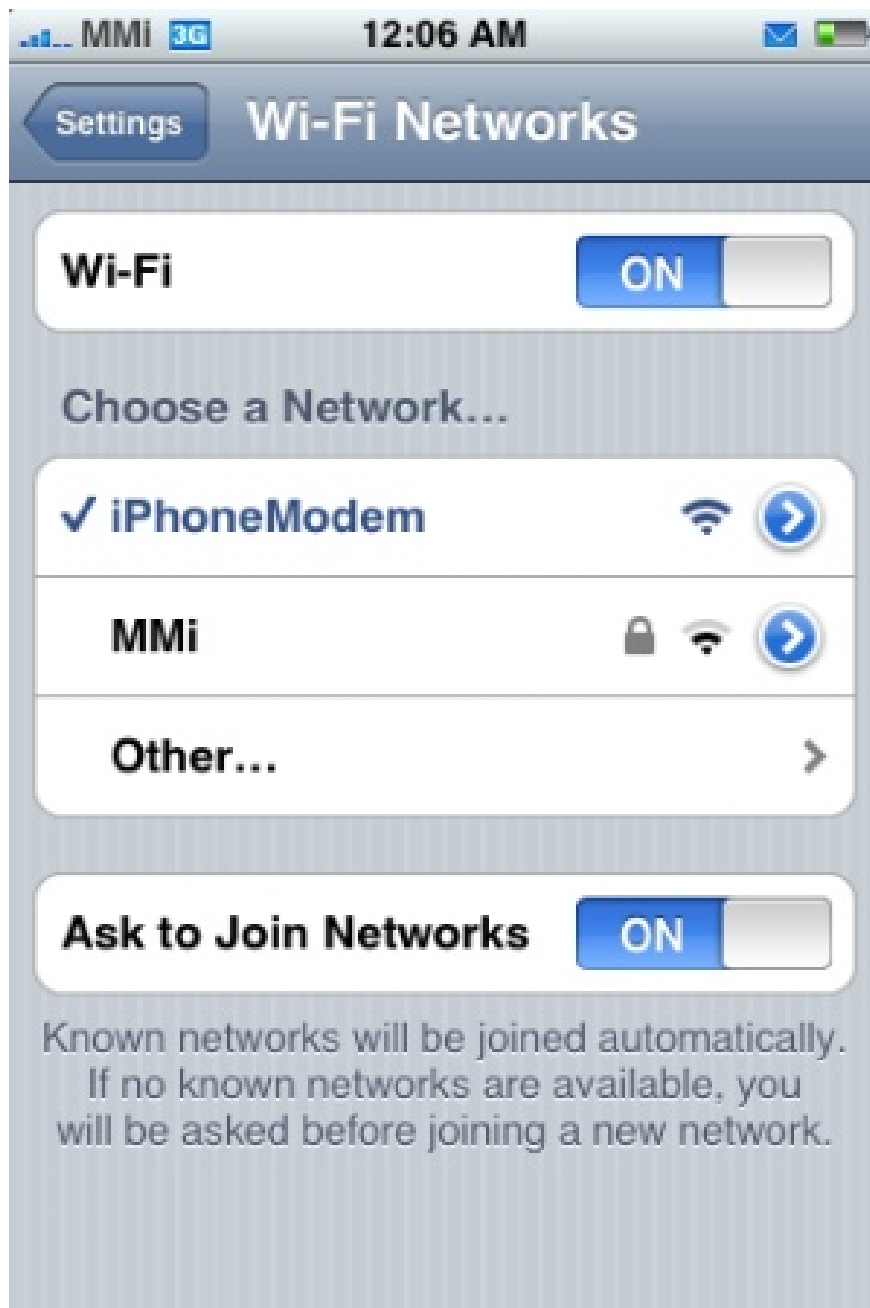 MMi 3G 12:06 AM
Settings Wi-Fi Networks
Wi-Fi ON
Choose a Network...
iPhoneModem
MMi
Other...
Ask to Join Networks ON
Known networks will be joined automatically.
If no known networks are available, you
will be asked before joining a new network.